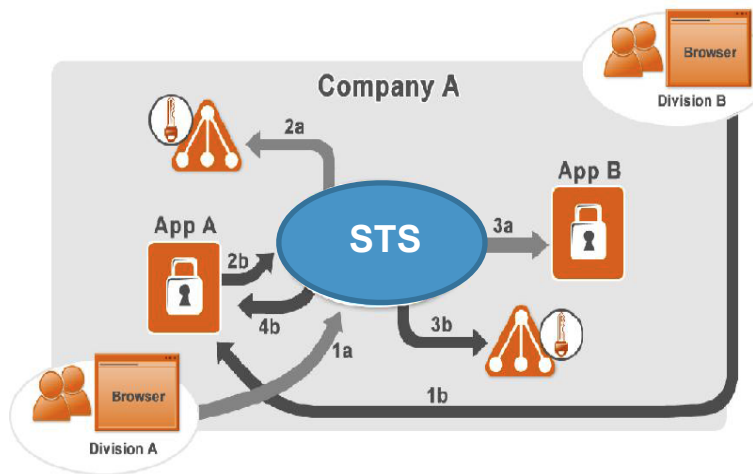 Browser
Division B
Company A
2a
App B
App A
STS
3a
2b
4b
3b
1a
1b
Browser
Division A